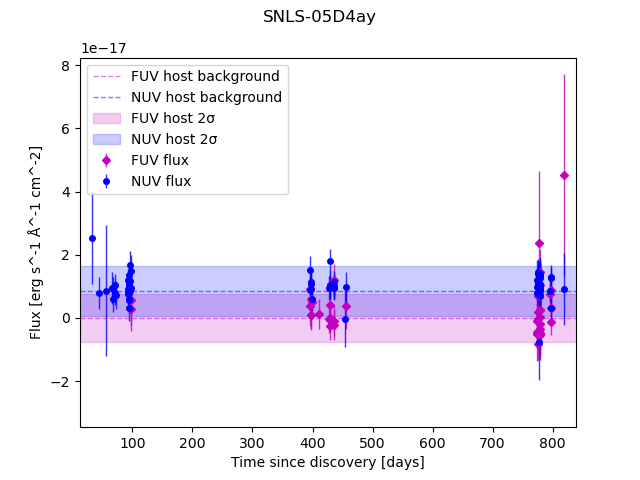 SNLS-05D4ay
1e−17
8
6
4
2
0
−2
Flux [erg s^-1 Å^-1 cm^-2]
FUV host background
NUV host background
FUV host 2σ
NUV host 2σ
FUV flux
NUV flux
100 200 300 400 500 600 700 800
Time since discovery [days]